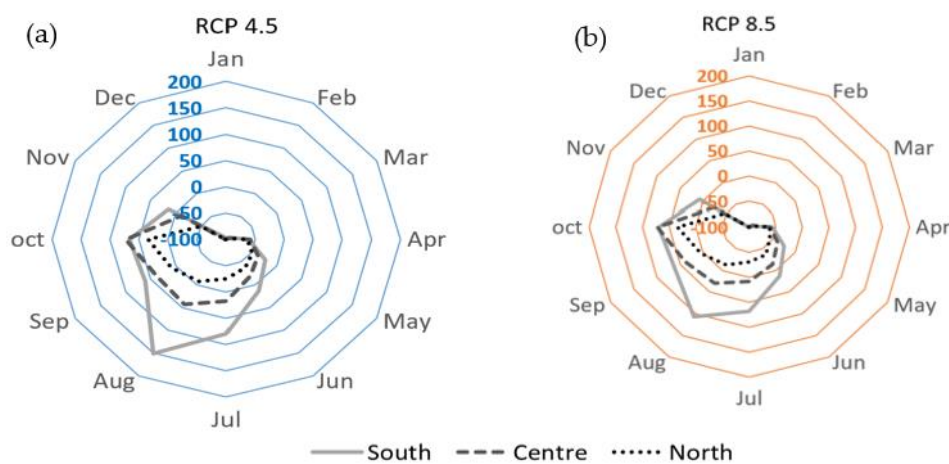 (a)
RCP 4.5
Jan
Feb
Mar
Apr
May
Jun
Jul
Aug
Sep
oct
Nov
Dec
200
150
100
50
0
-50
-100
(b)
RCP 8.5
Jan
Feb
Mar
Apr
May
Jun
Jul
Aug
Sep
oct
Nov
Dec
200
150
100
50
0
-50
-100
South Centre North